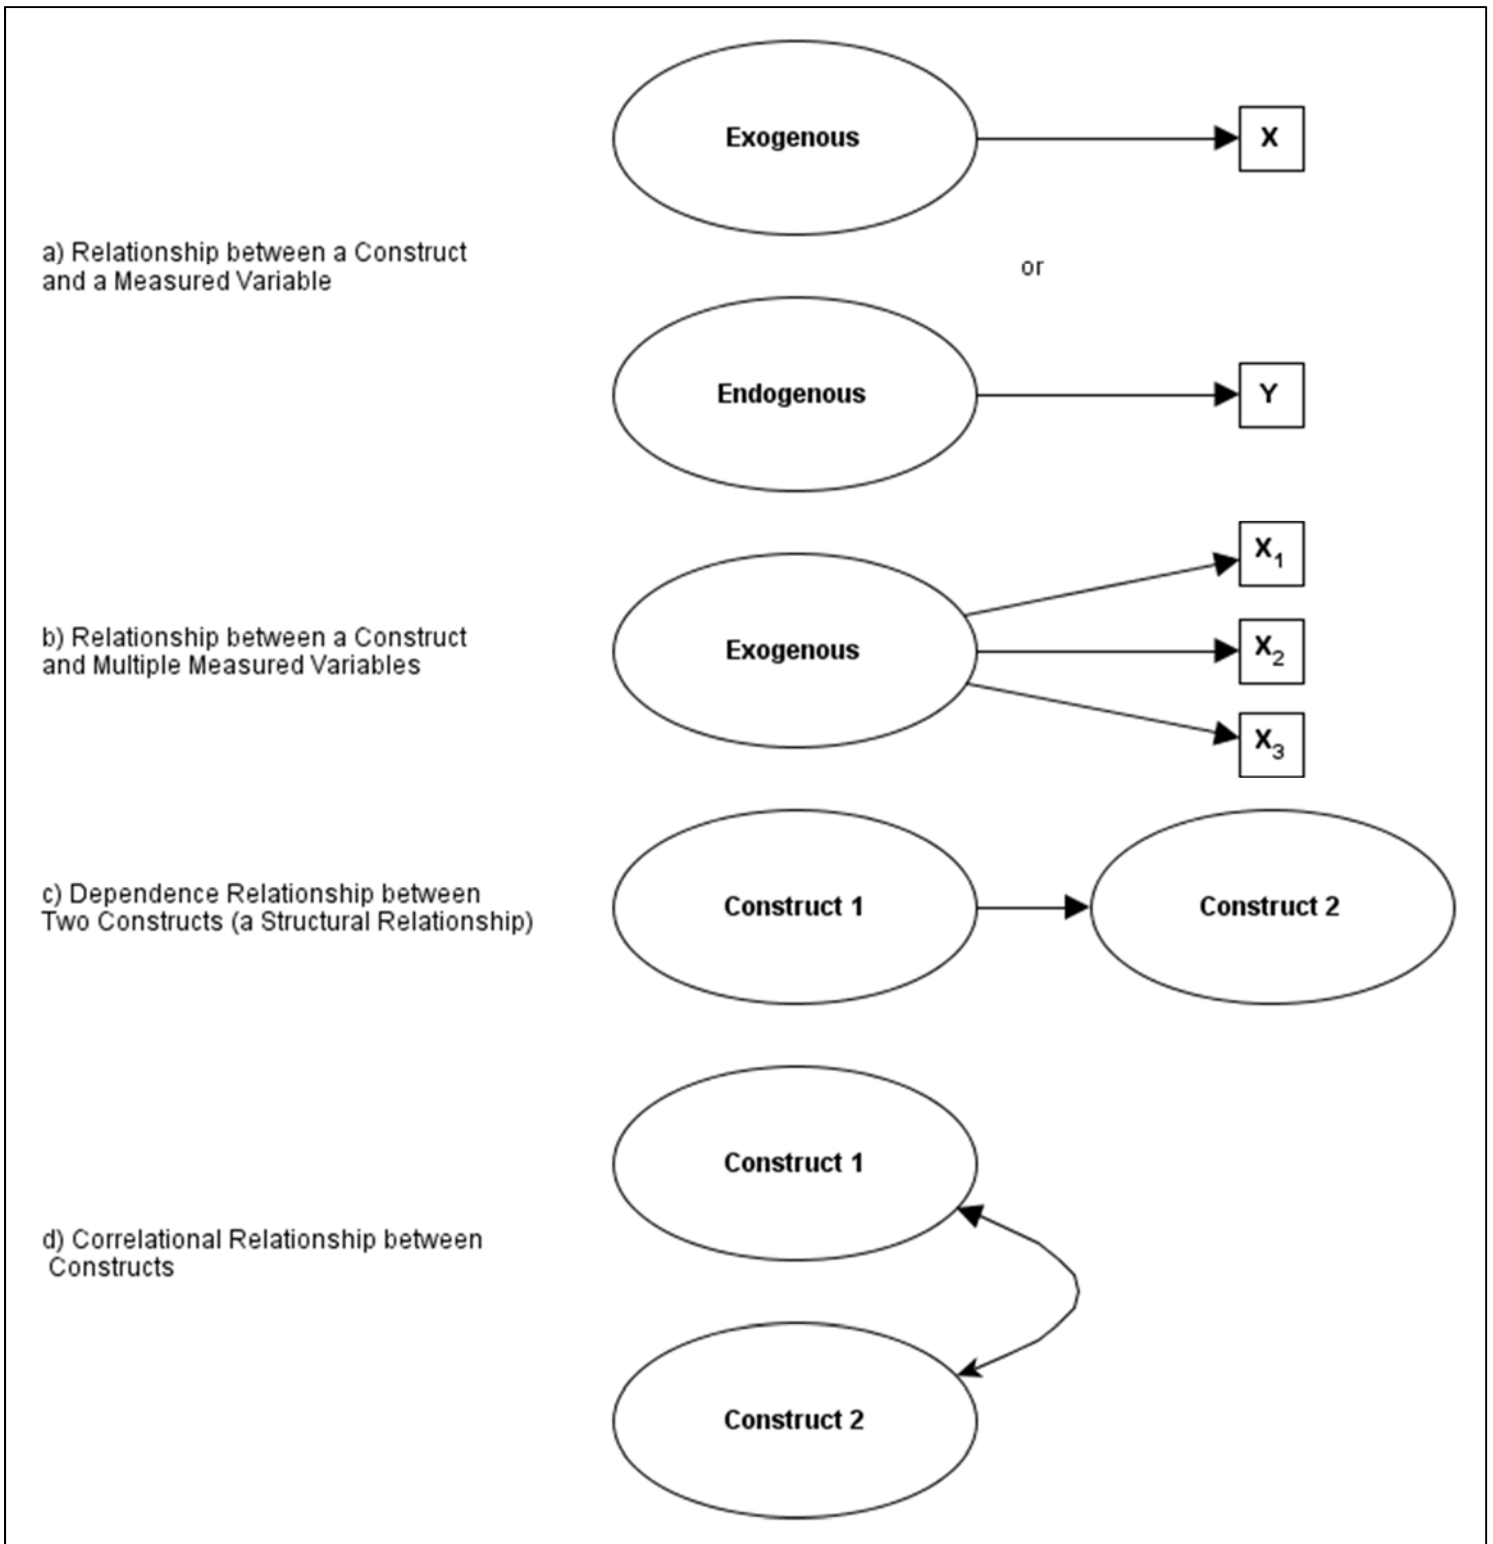 Exogenous
X
a) Relationship between a Construct
and a Measured Variable
or
Endogenous
Y
b) Relationship between a Construct
and Multiple Measured Variables
Exogenous
X₁
X₂
X₃
c) Dependence Relationship between
Two Constructs (a Structural Relationship)
Construct 1
Construct 2
Construct 1
d) Correlational Relationship between
Constructs
Construct 2